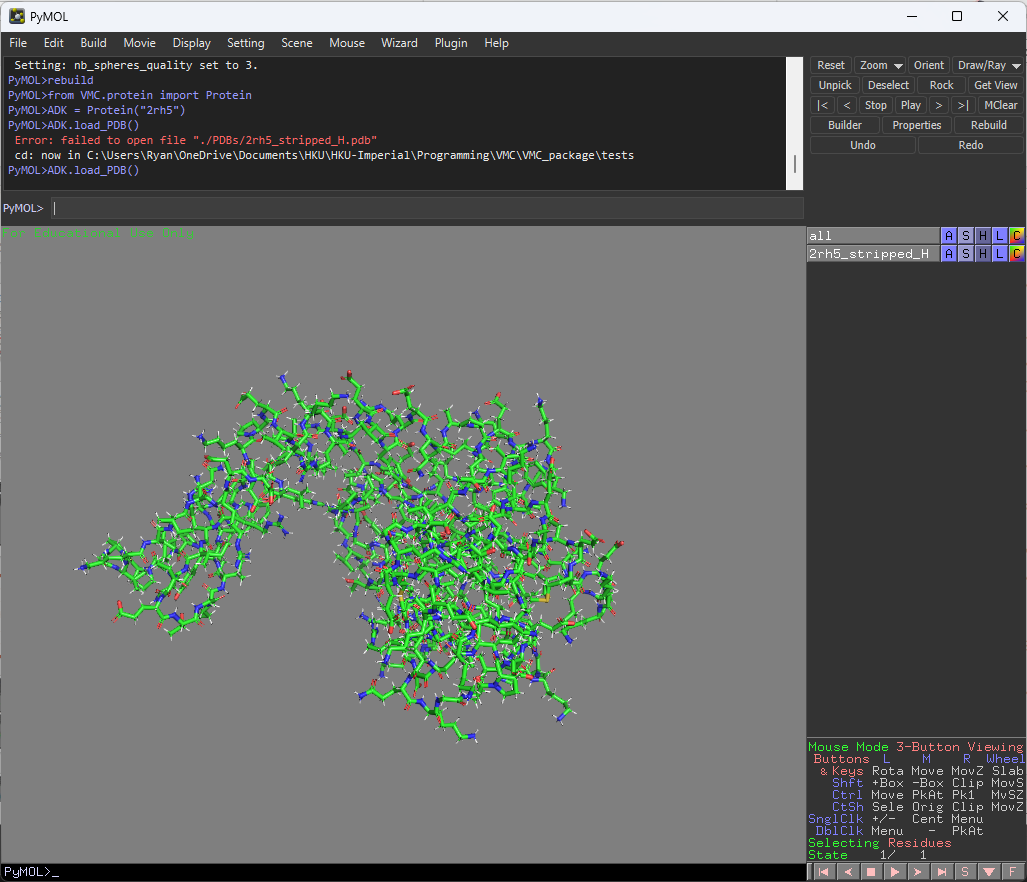 PyMOL
File Edit Build Movie Display Setting Scene Mouse Wizard Plugin Help
Setting: nb_spheres_quality set to 3.
PyMOL>rebuild
PyMOL>from VMC.protein import Protein
PyMOL>ADK = Protein("2rh5")
PyMOL>ADK.load_PDB()
Error: failed to open file "./PDBs/2rh5_stripped_H.pdb"
cd: now in C:\Users\Ryan\OneDrive\Documents\HKU\HKU-Imperial\Programming\VMC\VMC_package\tests
PyMOL>ADK.load_PDB()
PyMOL>
Reset Zoom Orient Draw/Ray
Unpick Deselect Rock Get View
|< < Stop Play > >| MClear
Builder Properties Rebuild
Undo Redo
For Educational Use Only
all A S H L C
2rh5_stripped_H A S H L C
Mouse Mode 3-Button Viewing
Buttons L M R Wheel
& Keys Rota Move MovZ Slab
Shft +Box -Box Clip MovS
Ctrl Move PkAt Pk1 MvSZ
CtSh Sele Orig Clip MovZ
SnglClk +/- Cent Menu
DblClk Menu - PkAt
Selecting Residues
State 1/ 1
PyMOL>_
S F